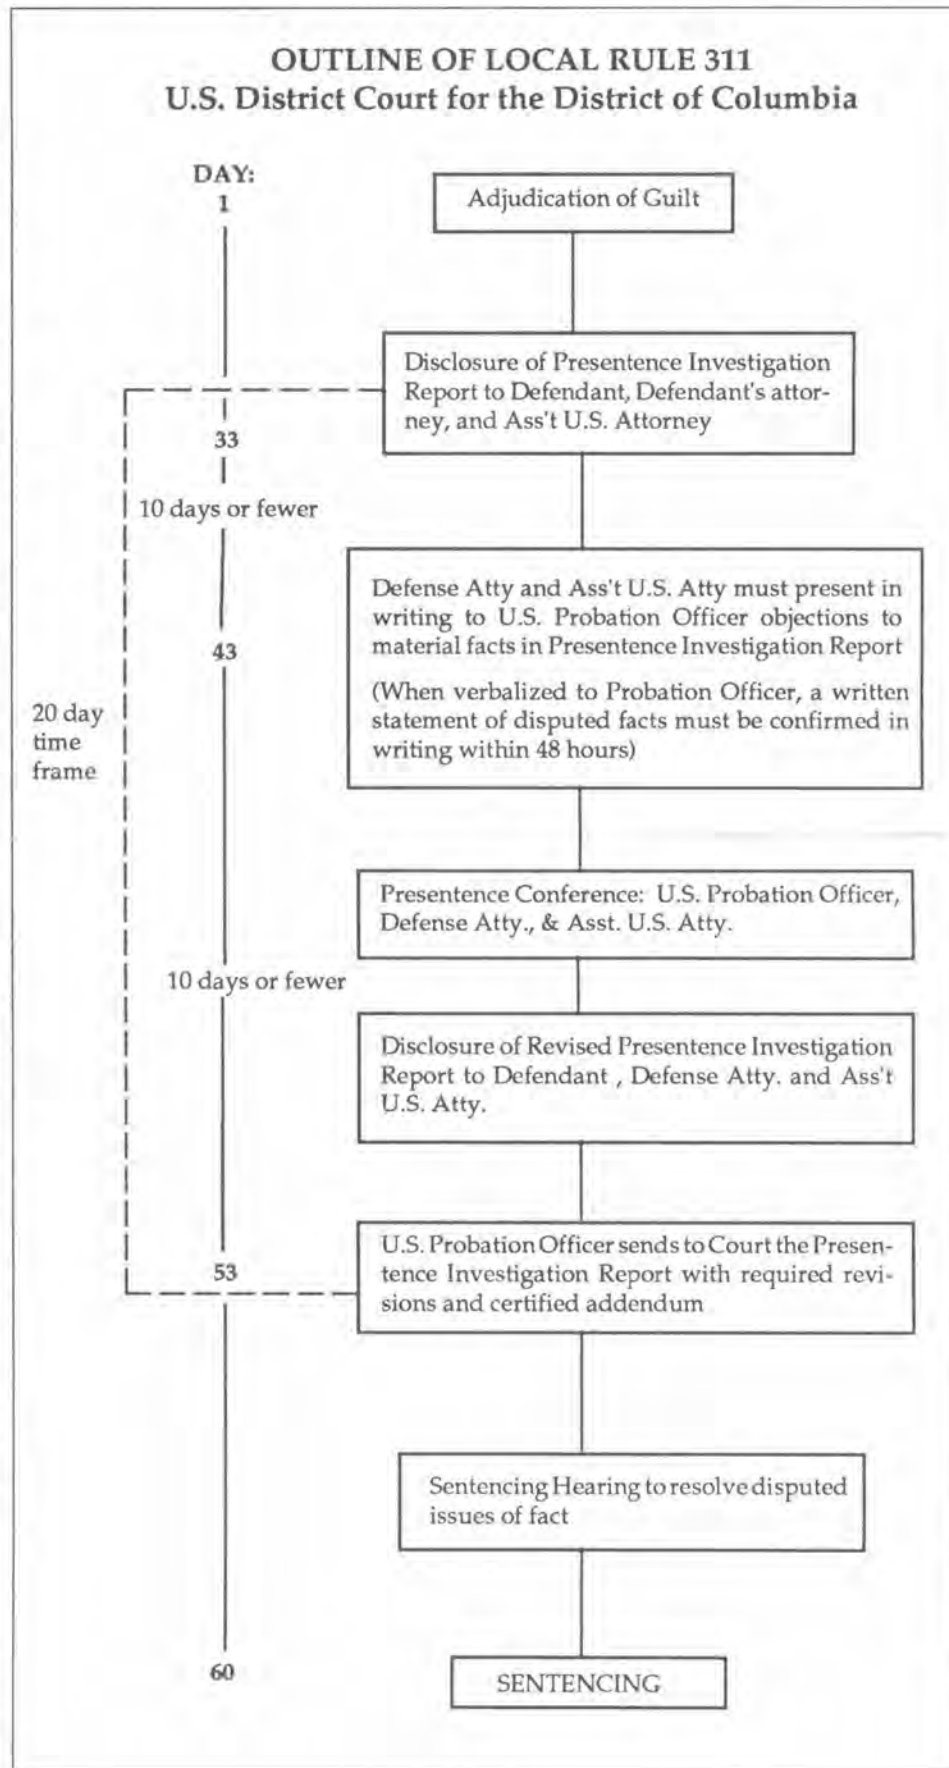 OUTLINE OF LOCAL RULE 311
U.S. District Court for the District of Columbia
DAY:
1
Adjudication of Guilt
Disclosure of Presentence Investigation
Report to Defendant, Defendant's attor-
ney, and Ass't U.S. Attorney
33
10 days or fewer
Defense Atty and Ass't U.S. Atty must present in
writing to U.S. Probation Officer objections to
material facts in Presentence Investigation Report
(When verbalized to Probation Officer, a written
statement of disputed facts must be confirmed in
writing within 48 hours)
43
20 day
time
frame
Presentence Conference: U.S. Probation Officer,
Defense Atty., & Asst. U.S. Atty.
10 days or fewer
Disclosure of Revised Presentence Investigation
Report to Defendant , Defense Atty. and Ass't
U.S. Atty.
U.S. Probation Officer sends to Court the Presen-
tence Investigation Report with required revi-
sions and certified addendum
53
Sentencing Hearing to resolve disputed
issues of fact
60
SENTENCING